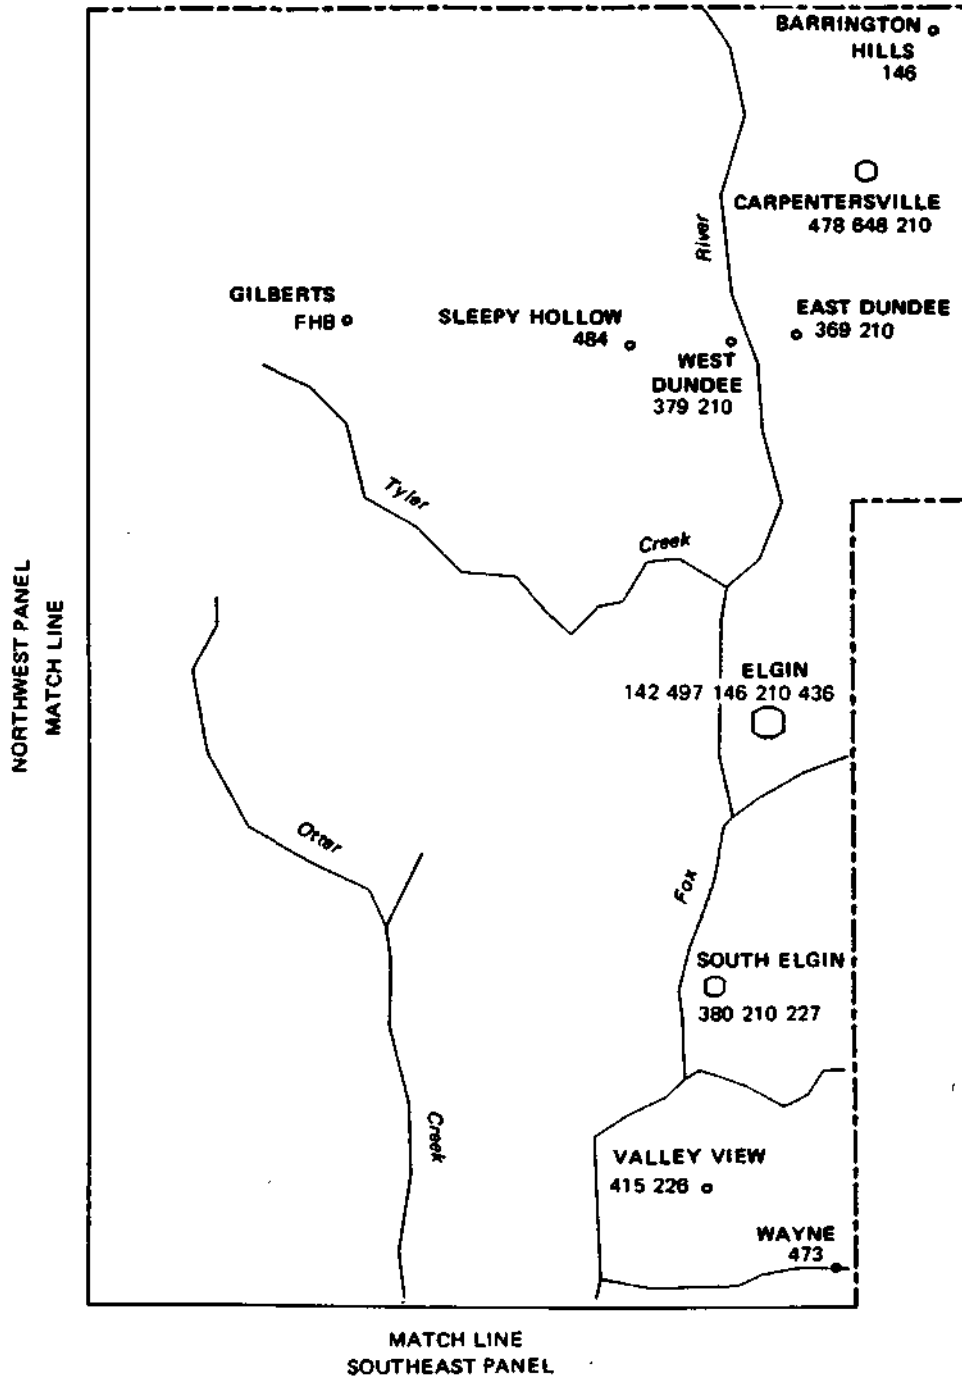 BARRINGTON
HILLS
146
CARPENTERSVILLE
478 648 210
River
GILBERTS
FHB
SLEEPY HOLLOW
484
EAST DUNDEE
369 210
WEST
DUNDEE
379 210
Tyler
Creek
NORTHWEST PANEL
MATCH LINE
ELGIN
142 497 146 210 436
Otter
Fox
SOUTH ELGIN
380 210 227
Creek
VALLEY VIEW
415 226
WAYNE
473
MATCH LINE
SOUTHEAST PANEL